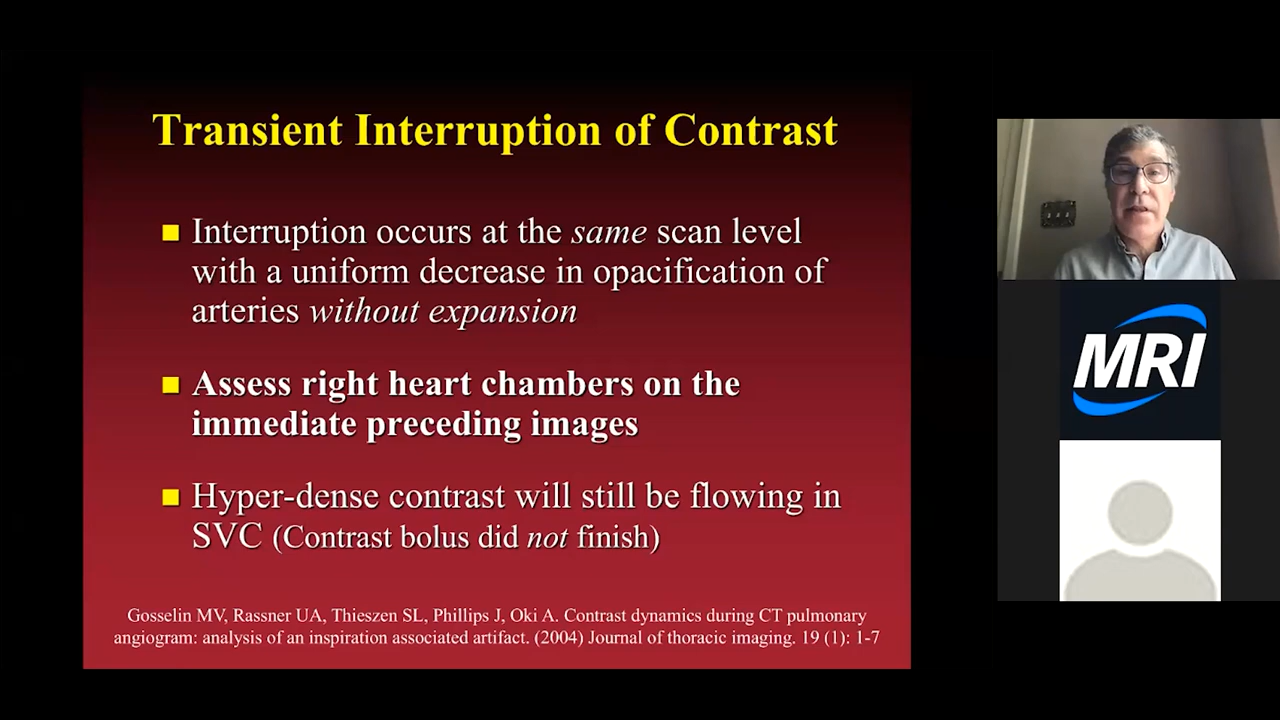 Transient Interruption of Contrast
Interruption occurs at the same scan level
with a uniform decrease in opacification of
arteries without expansion
Assess right heart chambers on the
immediate preceding images
Hyper-dense contrast will still be flowing in
SVC (Contrast bolus did not finish)
Gosselin MV, Rassner UA, Thieszen SL, Phillips J, Oki A. Contrast dynamics during CT pulmonary
angiogram: analysis of an inspiration associated artifact. (2004) Journal of thoracic imaging. 19 (1): 1-7
MRI